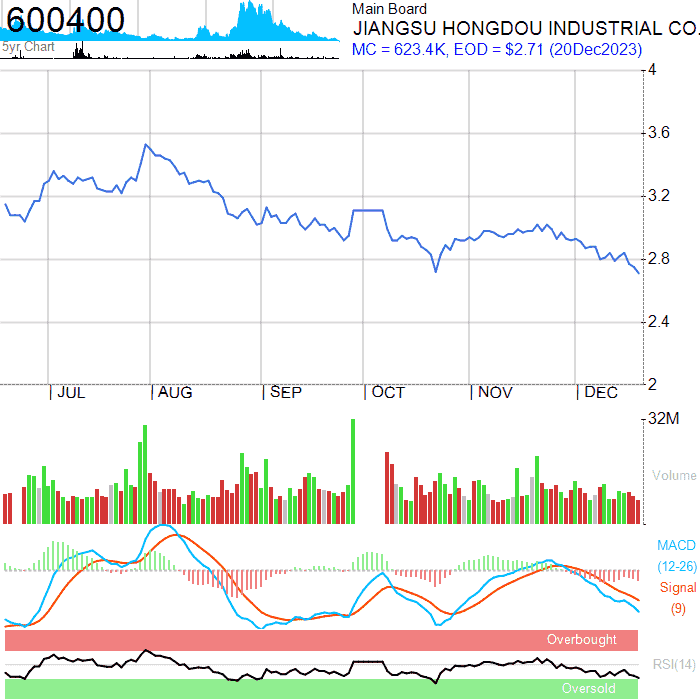 600400
5yr Chart
Main Board
JIANGSU HONGDOU INDUSTRIAL CO.
MC = 623.4K, EOD = $2.71 (20Dec2023)
4
3.6
3.2
2.8
2.4
2
JUL AUG SEP OCT NOV DEC
32M
Volume
MACD
(12-26)
Signal
(9)
Overbought
RSI(14)
Oversold